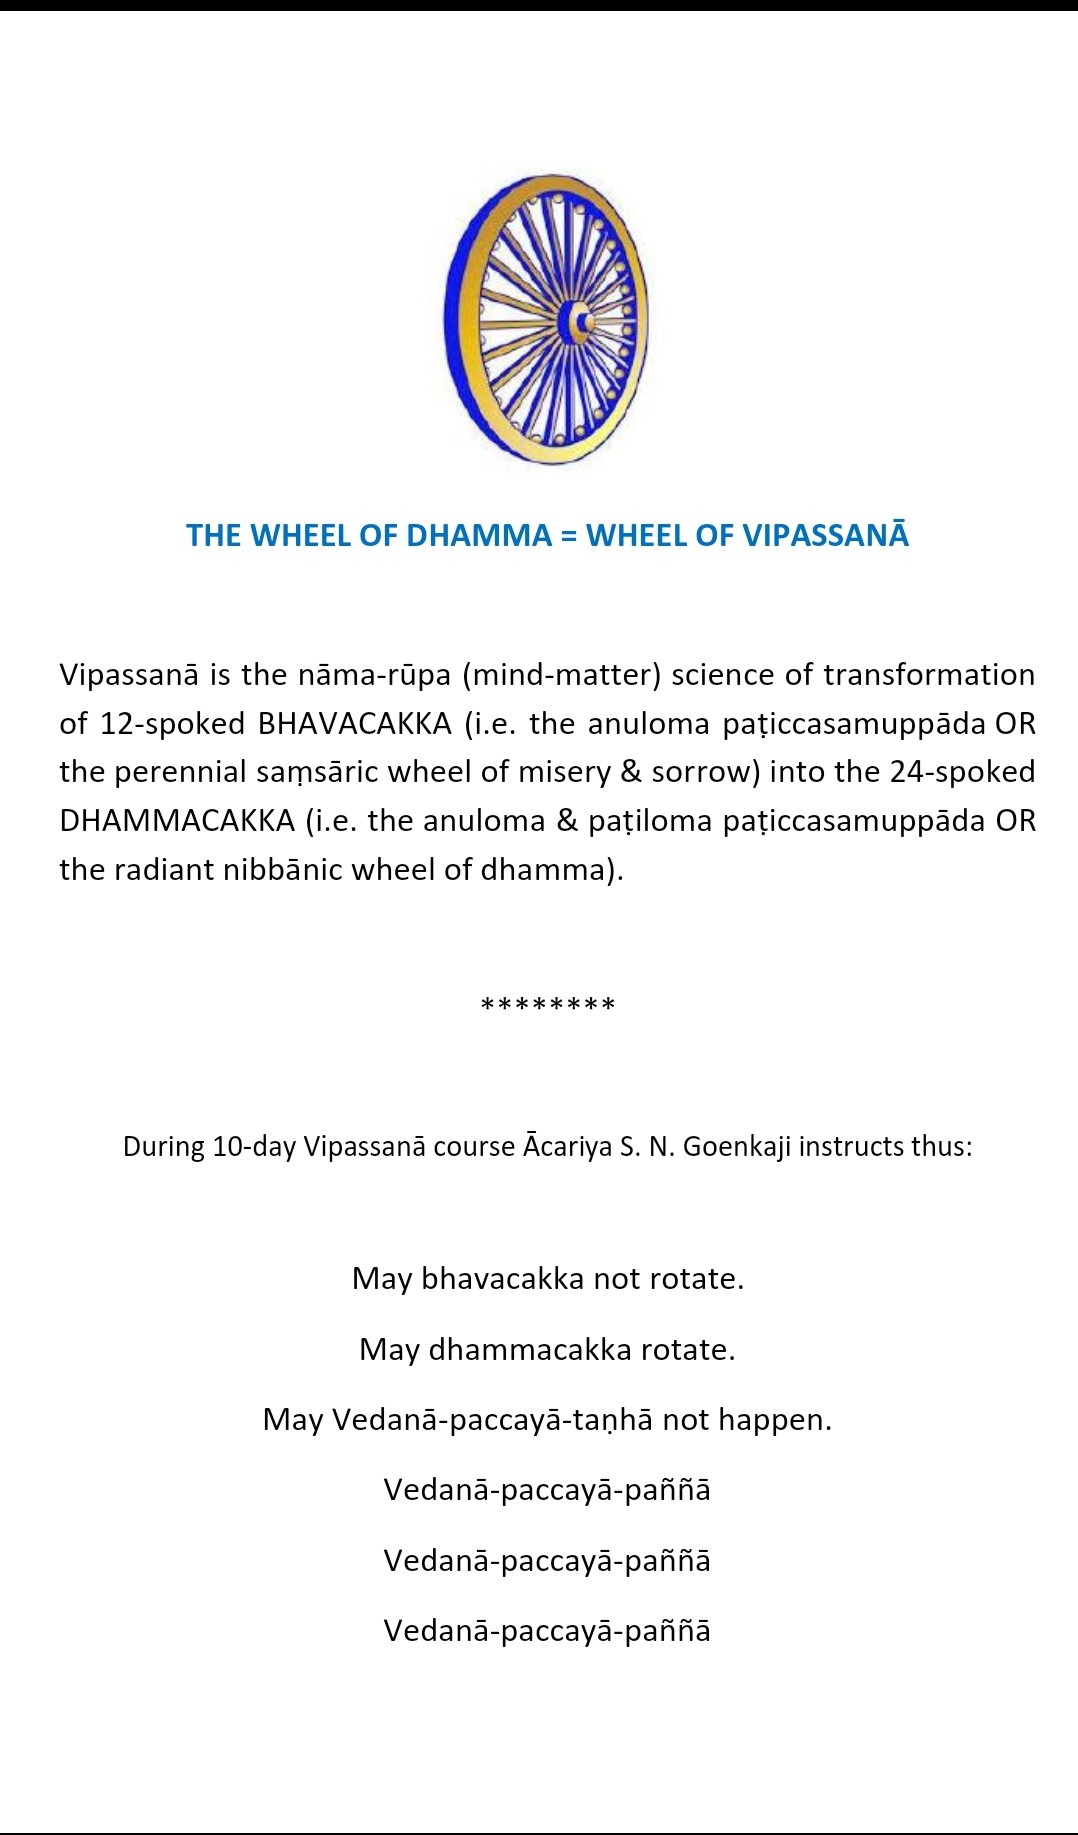 THE WHEEL OF DHAMMA = WHEEL OF VIPASSANĀ
Vipassanā is the nāma-rūpa (mind-matter) science of transformation
of 12-spoked BHAVACAKKA (i.e. the anuloma paṭiccasamuppāda OR
the perennial saṃsāric wheel of misery & sorrow) into the 24-spoked
DHAMMACAKKA (i.e. the anuloma & paṭiloma paṭiccasamuppāda OR
the radiant nibbānic wheel of dhamma).
********
During 10-day Vipassanā course Ācariya S. N. Goenkaji instructs thus:
May bhavacakka not rotate.
May dhammacakka rotate.
May Vedanā-paccayā-taṇhā not happen.
Vedanā-paccayā-paññā
Vedanā-paccayā-paññā
Vedanā-paccayā-paññā